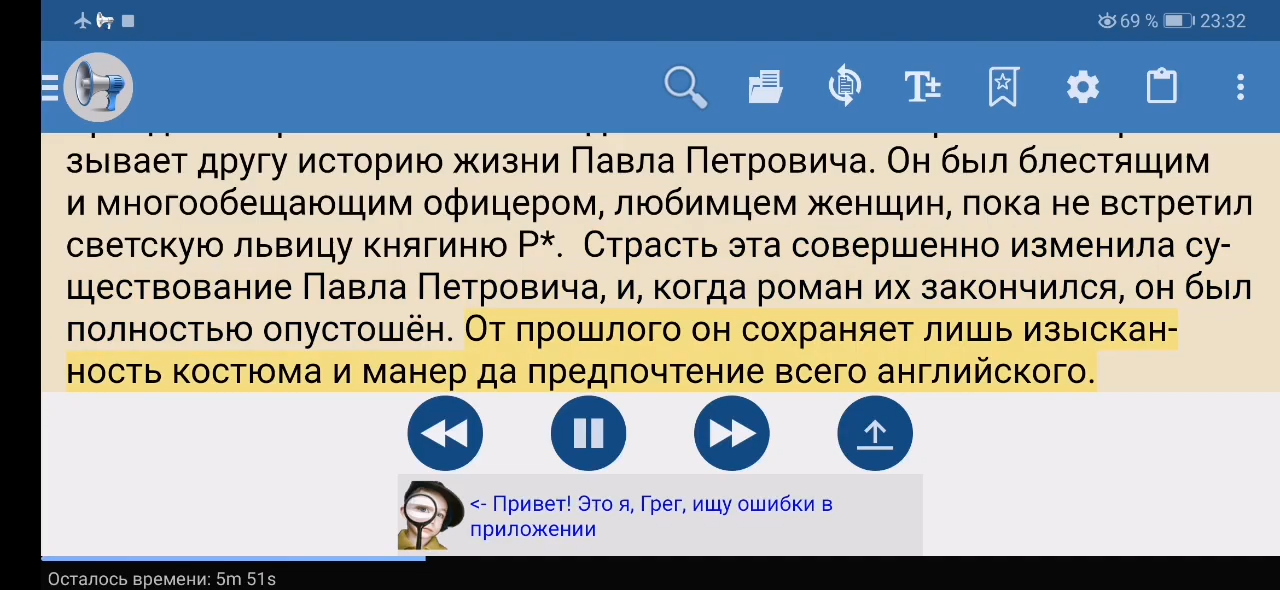 69 % 23:32
T±
зывает другу историю жизни Павла Петровича. Он был блестящим
и многообещающим офицером, любимцем женщин, пока не встретил
светскую львицу княгиню Р*.  Страсть эта совершенно изменила су-
ществование Павла Петровича, и, когда роман их закончился, он был
полностью опустошён. От прошлого он сохраняет лишь изыскан-
ность костюма и манер да предпочтение всего английского.
<- Привет! Это я, Грег, ищу ошибки в
приложении
Осталось времени: 5m 51s